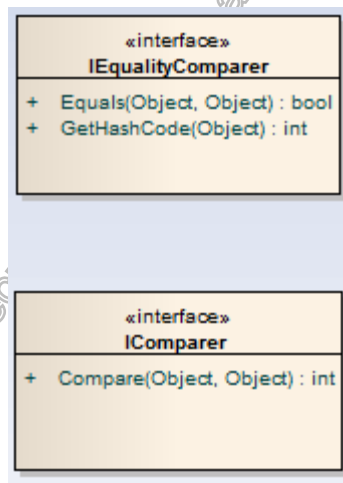 «interface»
IEqualityComparer
+ Equals(Object, Object) : bool
+ GetHashCode(Object) : int
«interface»
IComparer
+ Compare(Object, Object) : int